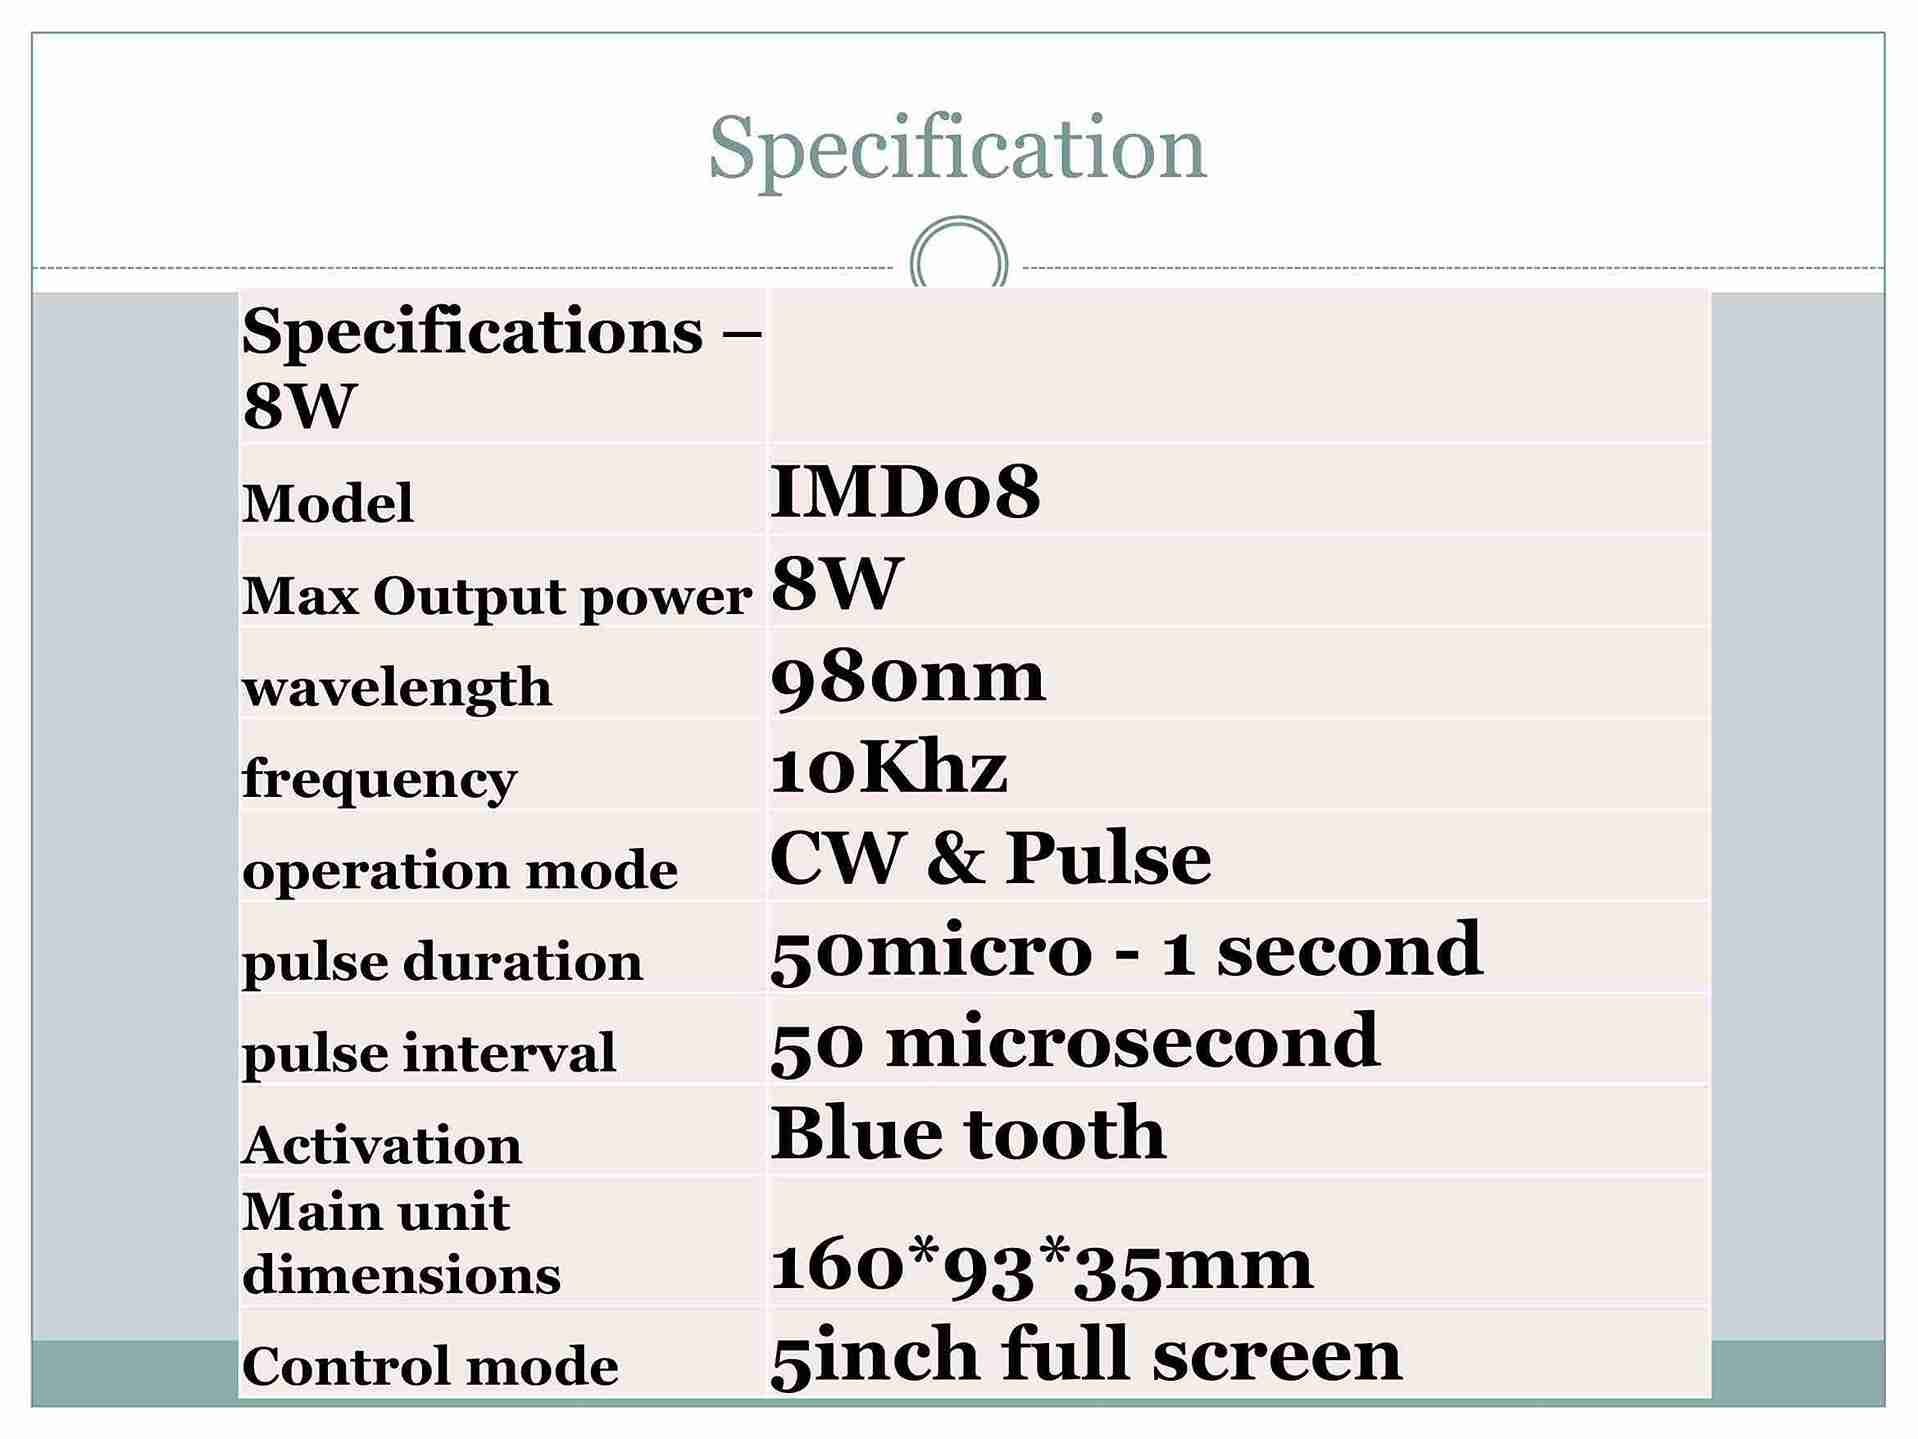 Specification
Specifications –
8W
Model IMD08
Max Output power 8W
wavelength 980nm
frequency 10Khz
operation mode CW & Pulse
pulse duration 50micro - 1 second
pulse interval 50 microsecond
Activation Blue tooth
Main unit
dimensions 160*93*35mm
Control mode 5inch full screen